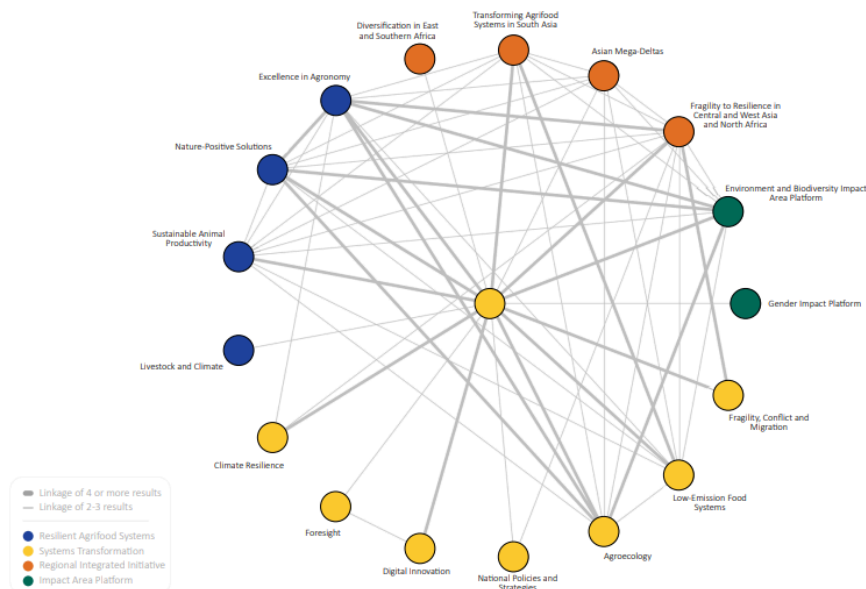 Transforming Agrifood
Systems in South Asia
Diversification in East
and Southern Africa
Asian Mega-Deltas
Excellence in Agronomy
Fragility to Resilience in
Central and West Asia
and North Africa
Nature-Positive Solutions
Environment and Biodiversity Impact
Area Platform
Sustainable Animal
Productivity
Gender Impact Platform
Livestock and Climate
Fragility, Conflict and
Migration
Climate Resilience
Low-Emission Food
Systems
Foresight
Agroecology
Digital Innovation
National Policies and
Strategies
Linkage of 4 or more results
Linkage of 2-3 results
Resilient Agrifood Systems
Systems Transformation
Regional Integrated Initiative
Impact Area Platform